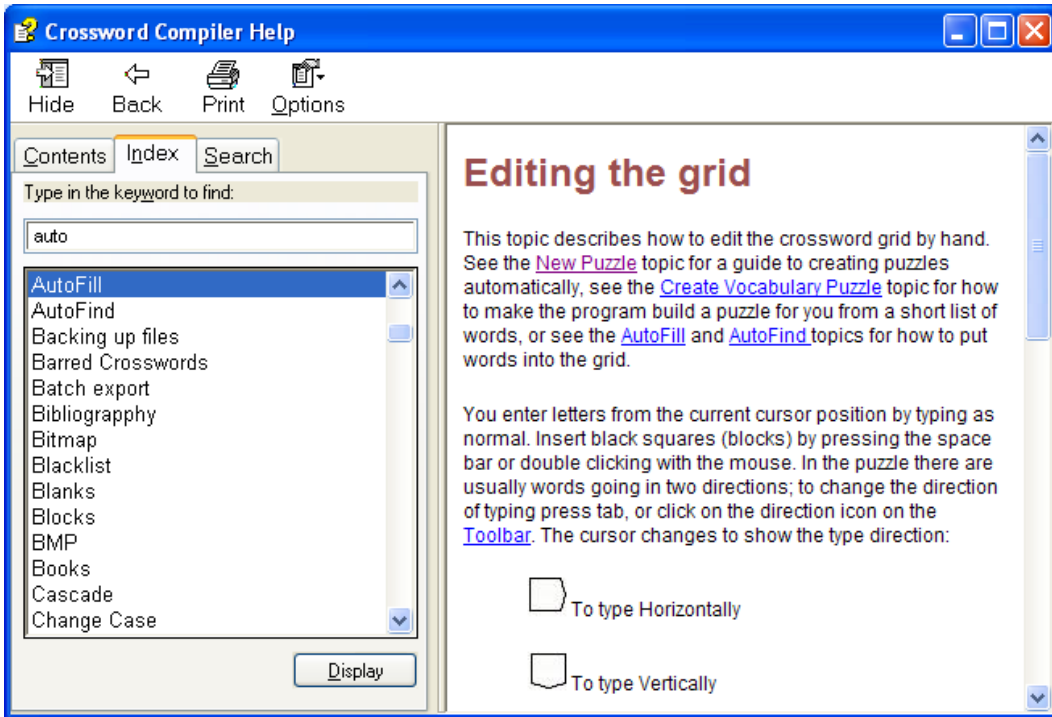 Crossword Compiler Help
Hide Back Print Options
Contents Index Search
Type in the keyword to find:
auto
AutoFill
AutoFind
Backing up files
Barred Crosswords
Batch export
Bibliograpphy
Bitmap
Blacklist
Blanks
Blocks
BMP
Books
Cascade
Change Case
Display
Editing the grid
This topic describes how to edit the crossword grid by hand.
See the New Puzzle topic for a guide to creating puzzles
automatically, see the Create Vocabulary Puzzle topic for how
to make the program build a puzzle for you from a short list of
words, or see the AutoFill and AutoFind topics for how to put
words into the grid.
You enter letters from the current cursor position by typing as
normal. Insert black squares (blocks) by pressing the space
bar or double clicking with the mouse. In the puzzle there are
usually words going in two directions; to change the direction
of typing press tab, or click on the direction icon on the
Toolbar. The cursor changes to show the type direction:
To type Horizontally
To type Vertically